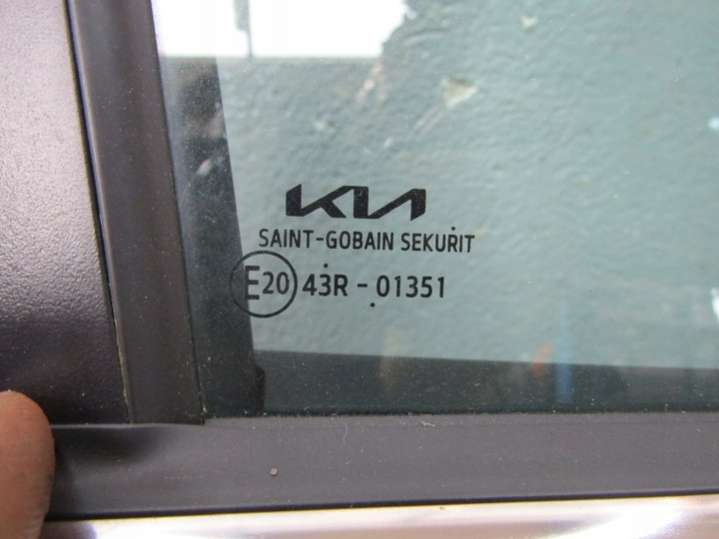 KIA
SAINT-GOBAIN SEKURIT
E20 43R - 01351